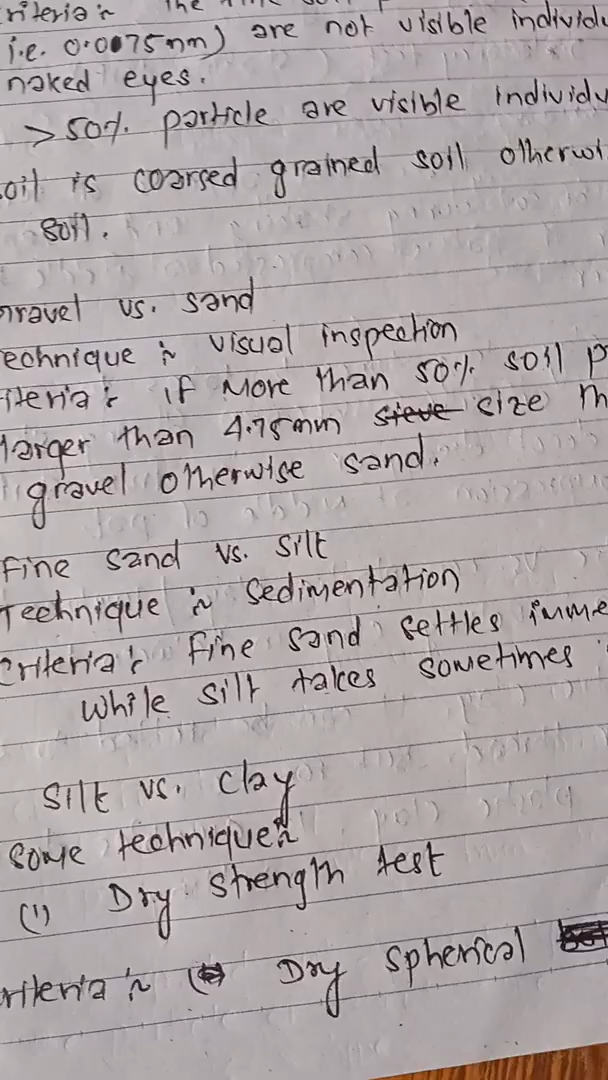 riteria:
i.e. 0.0075mm) are not visible individu
naked eyes.
> 50% particle are visible individu
oil is coarsed grained soil otherwi
soil.
ravel vs. sand
echnique: visual inspection
iteria: if More than 50% soil p
larger than 4.75mm sieve size m
gravel otherwise sand.
Fine sand vs. silt
Technique: Sedimentation
Criteria: Fine sand settles imme
While silt takes sometimes
Silt vs. Clay
Some technique:
(1) Dry strength test
riteria: Dry spherical